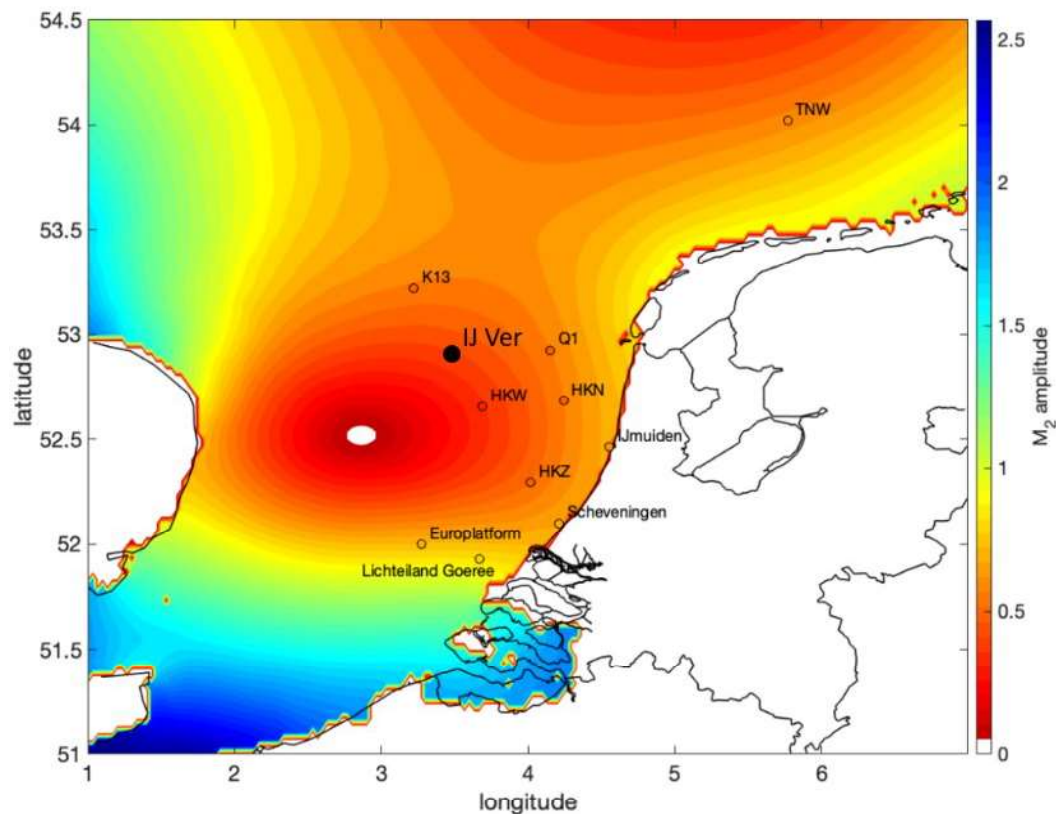 54.5
54
53.5
53
52.5
52
51.5
51
latitude
1
2
3
4
5
6
longitude
TNW
K13
IJ Ver
Q1
HKW
HKN
IJmuiden
HKZ
Scheveningen
Europlatform
Lichteiland Goeree
2.5
2
1.5
1
0.5
0
M₂ amplitude